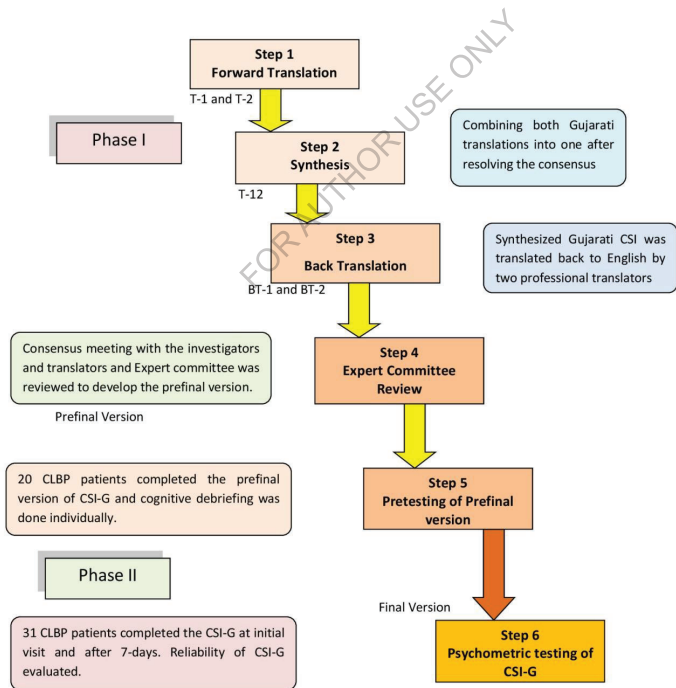 Step 1
Forward Translation
T-1 and T-2
Phase I
Step 2
Synthesis
Combining both Gujarati
translations into one after
resolving the consensus
T-12
Step 3
Back Translation
Synthesized Gujarati CSI was
translated back to English by
two professional translators
BT-1 and BT-2
Consensus meeting with the investigators
and translators and Expert committee was
reviewed to develop the prefinal version.
Step 4
Expert Committee
Review
Prefinal Version
20 CLBP patients completed the prefinal
version of CSI-G and cognitive debriefing was
done individually.
Step 5
Pretesting of Prefinal
version
Phase II
Final Version
31 CLBP patients completed the CSI-G at initial
visit and after 7-days. Reliability of CSI-G
evaluated.
Step 6
Psychometric testing of
CSI-G
FOR AUTHOR USE ONLY